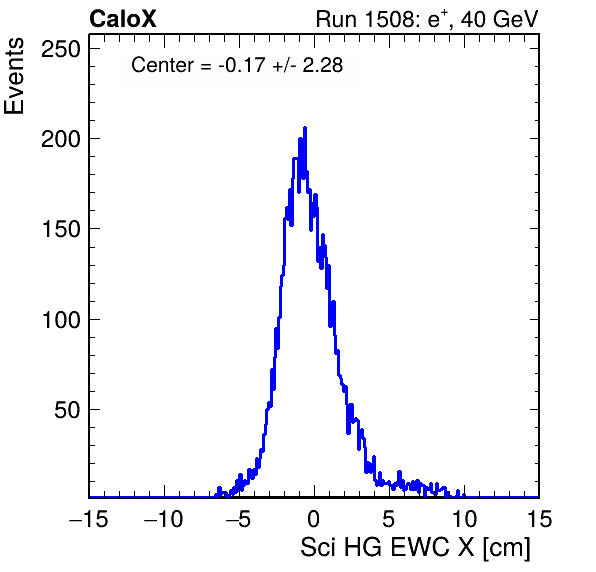 CaloX Run 1508: e⁺, 40 GeV
Events
Center = -0.17 +/- 2.28
250
200
150
100
50
−15 −10 −5 0 5 10 15
Sci HG EWC X [cm]